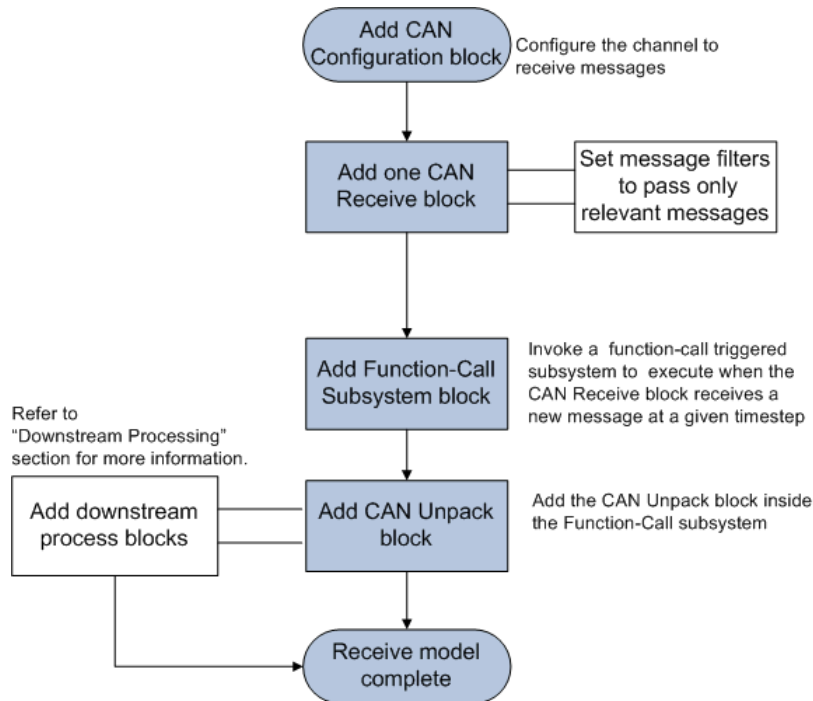 Add CAN
Configuration block
Configure the channel to
receive messages
Add one CAN
Receive block
Set message filters
to pass only
relevant messages
Add Function-Call
Subsystem block
Invoke a function-call triggered
subsystem to execute when the
CAN Receive block receives a
new message at a given timestep
Refer to
“Downstream Processing”
section for more information.
Add downstream
process blocks
Add CAN Unpack
block
Add the CAN Unpack block inside
the Function-Call subsystem
Receive model
complete